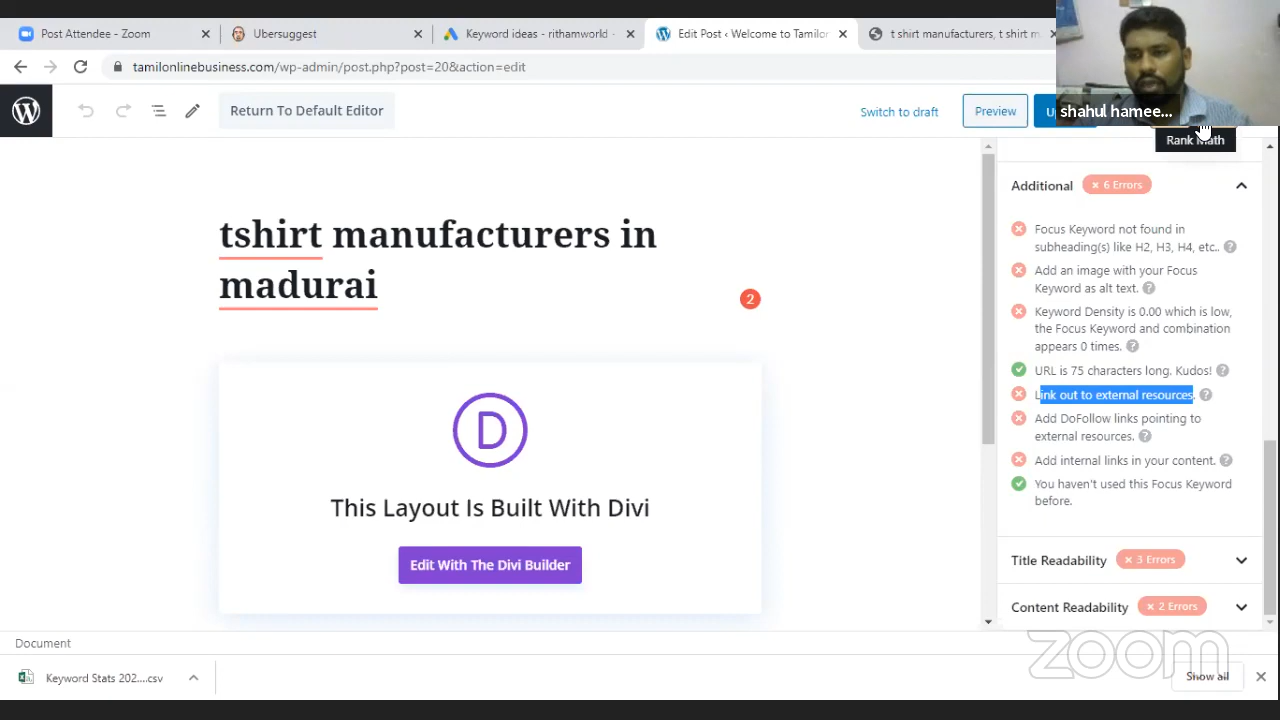 Post Attendee - Zoom
Ubersuggest
Keyword ideas - rithamworld -
Edit Post ‹ Welcome to Tamilon
t shirt manufacturers, t shirt m
tamilonlinebusiness.com/wp-admin/post.php?post=20&action=edit
Return To Default Editor
Switch to draft
Preview
shahul hamee...
Rank Math
tshirt manufacturers in
madurai
2
D
This Layout Is Built With Divi
Edit With The Divi Builder
Additional
6 Errors
Focus Keyword not found in
subheading(s) like H2, H3, H4, etc..
Add an image with your Focus
Keyword as alt text.
Keyword Density is 0.00 which is low,
the Focus Keyword and combination
appears 0 times.
URL is 75 characters long. Kudos!
Link out to external resources.
Add DoFollow links pointing to
external resources.
Add internal links in your content.
You haven't used this Focus Keyword
before.
Title Readability
3 Errors
Content Readability
2 Errors
Document
Keyword Stats 202....csv
zoom
Show all